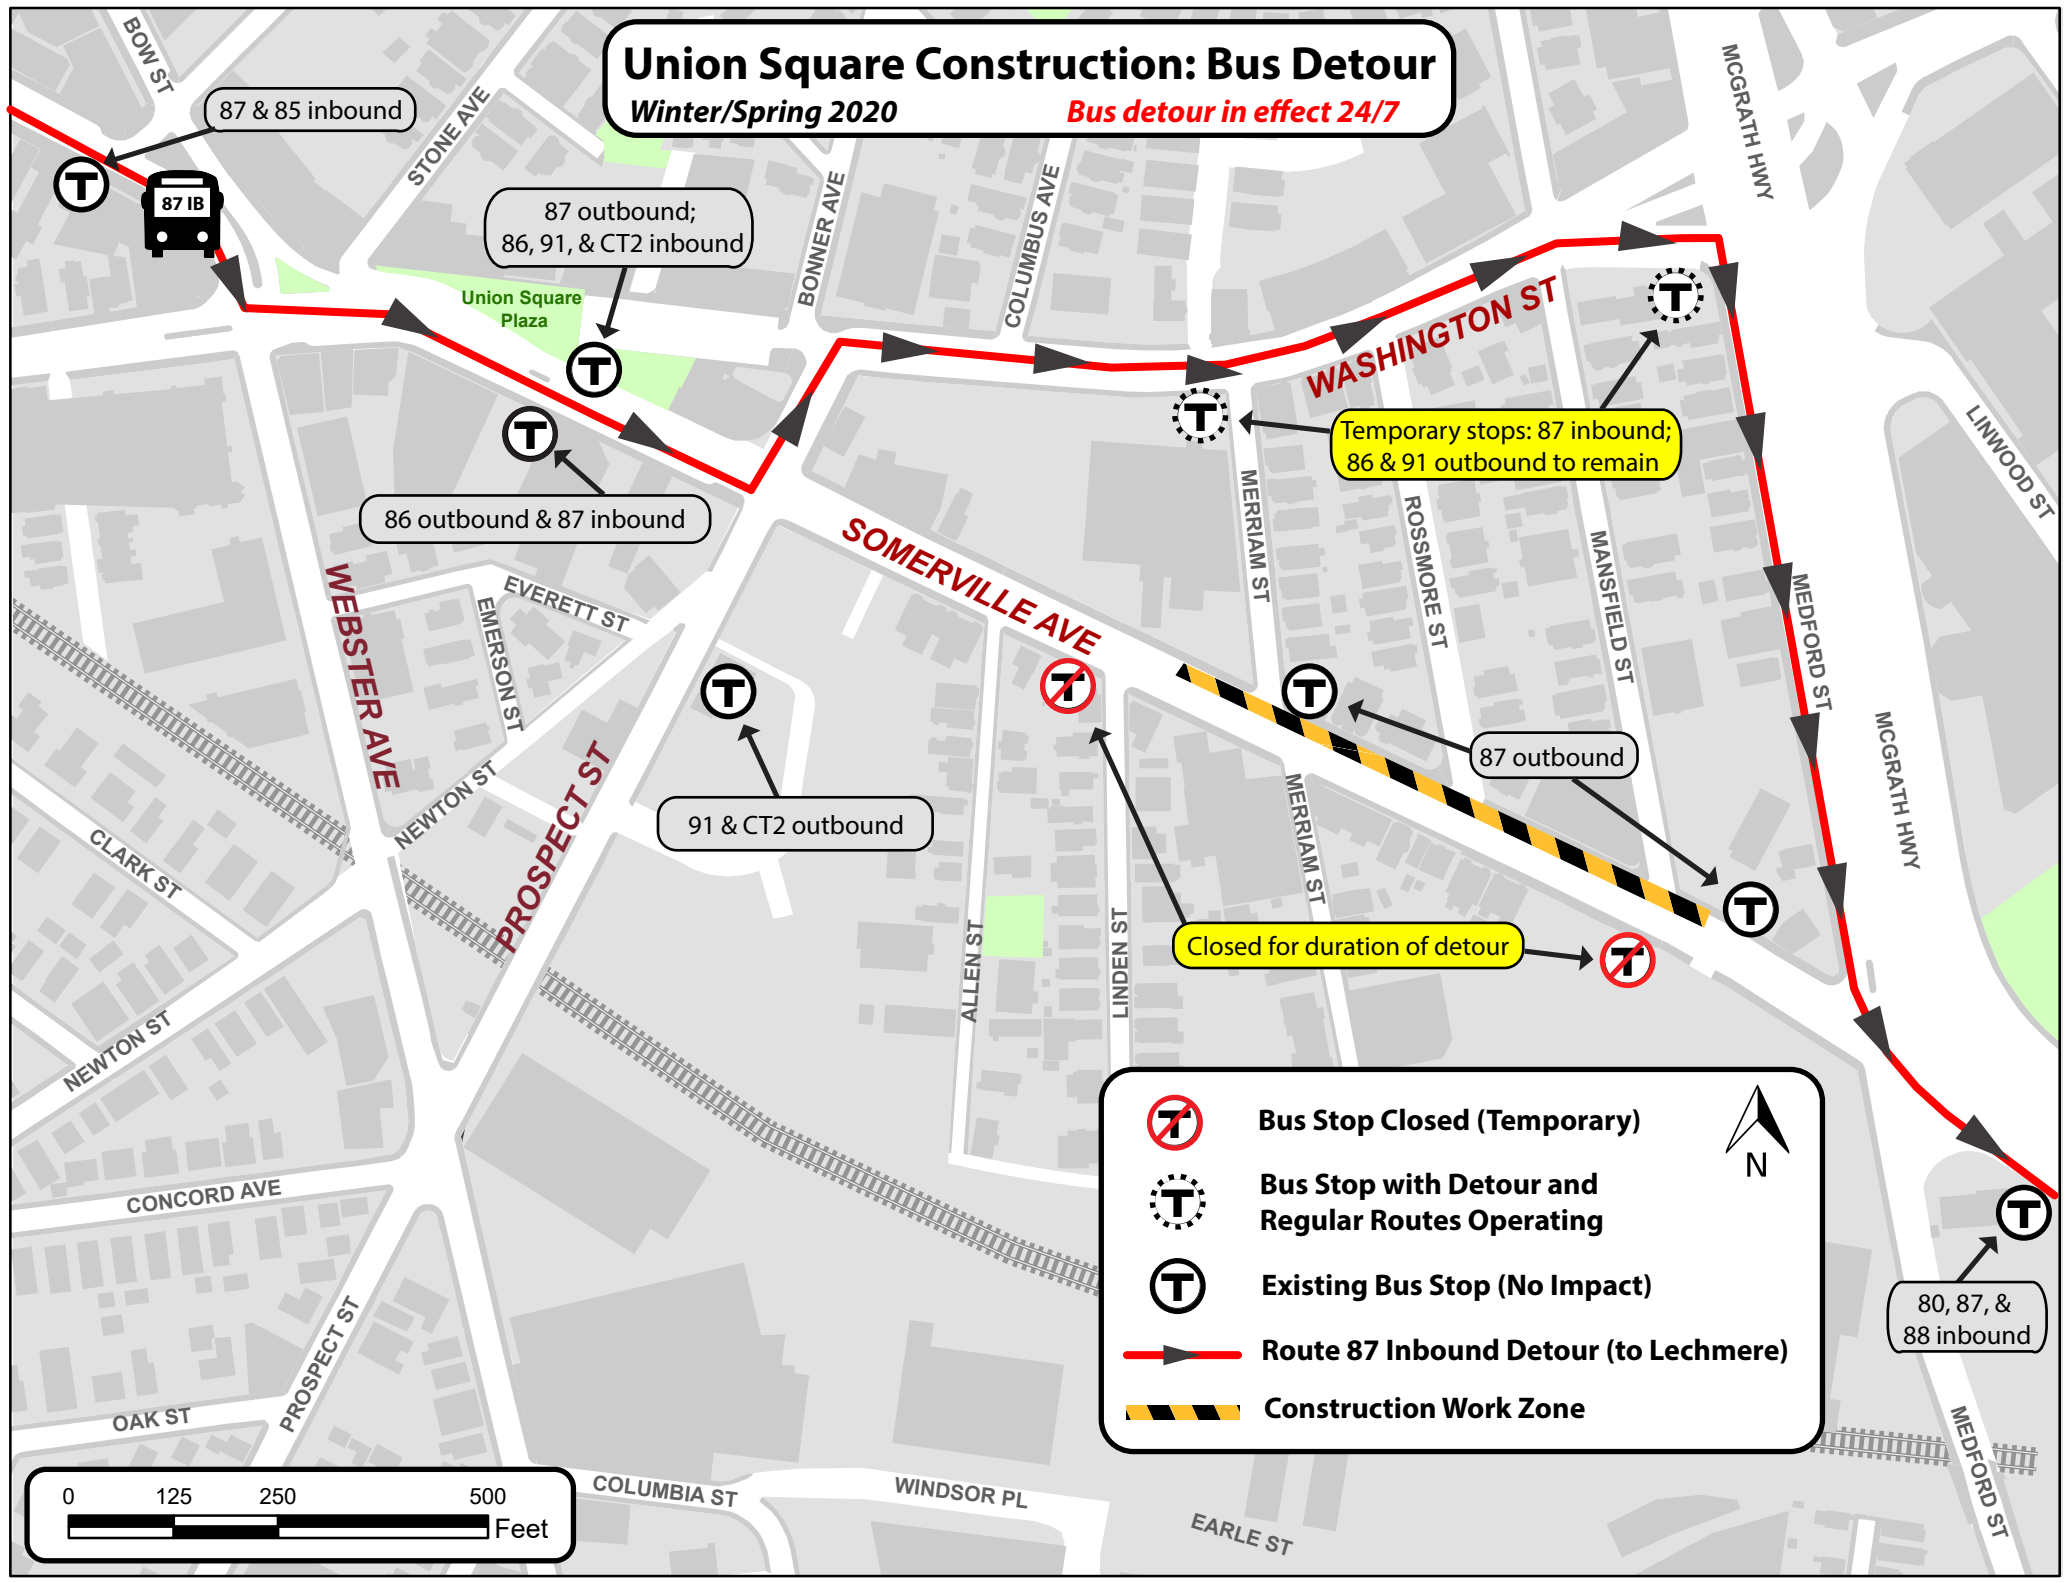 Union Square Construction: Bus Detour
Winter/Spring 2020
Bus detour in effect 24/7
BOW ST
87 & 85 inbound
STONE AVE
MCGRATH HWY
T
87 IB
87 outbound;
86, 91, & CT2 inbound
BONNER AVE
COLUMBUS AVE
Union Square
Plaza
T
WASHINGTON ST
T
T
T
Temporary stops: 87 inbound;
86 & 91 outbound to remain
LINWOOD ST
86 outbound & 87 inbound
SOMERVILLE AVE
MERRIAM ST
ROSSMORE ST
MANSFIELD ST
MEDFORD ST
WEBSTER AVE
EVERETT ST
EMERSON ST
T
T
T
87 outbound
MCGRATH HWY
NEWTON ST
PROSPECT ST
91 & CT2 outbound
MERRIAM ST
CLARK ST
T
ALLEN ST
LINDEN ST
Closed for duration of detour
T
NEWTON ST
T
Bus Stop Closed (Temporary)
N
T
Bus Stop with Detour and
Regular Routes Operating
T
Existing Bus Stop (No Impact)
Route 87 Inbound Detour (to Lechmere)
Construction Work Zone
T
80, 87, &
88 inbound
CONCORD AVE
PROSPECT ST
OAK ST
MEDFORD ST
COLUMBIA ST
WINDSOR PL
EARLE ST
0 125 250 500
Feet